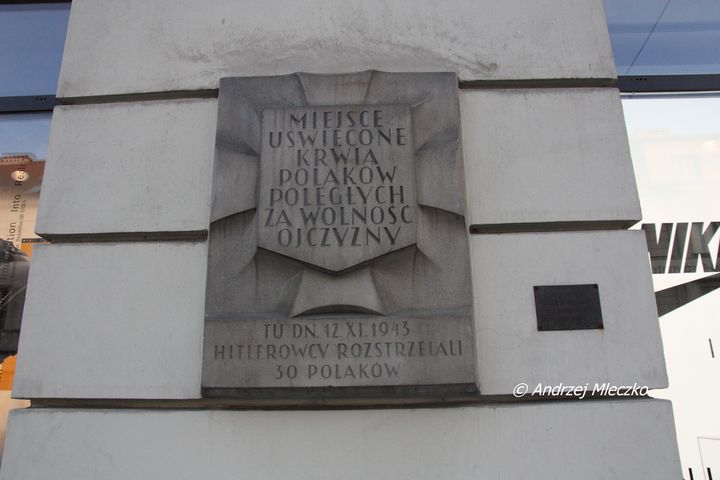 MIEJSCE
UŚWIĘCONE
KRWIĄ
POLAKÓW
POLEGŁYCH
ZA WOLNOŚĆ
OJCZYZNY
TU DN. 12.XI.1943
HITLEROWCY ROZSTRZELALI
30 POLAKÓW
© Andrzej Mleczko